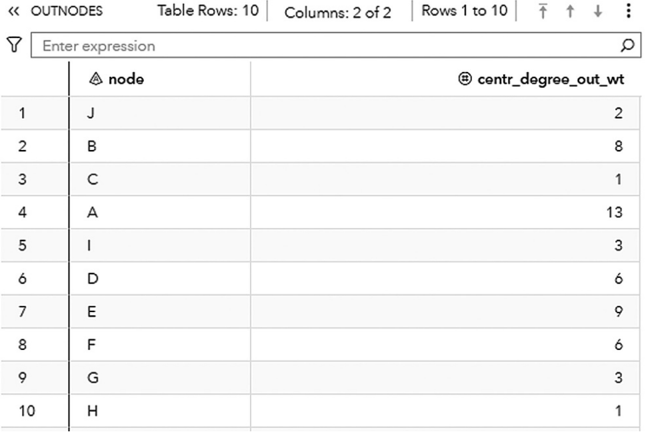 OUTNODES Table Rows: 10 Columns: 2 of 2 Rows 1 to 10
Enter expression
node centr_degree_out_wt
1 J 2
2 B 8
3 C 1
4 A 13
5 I 3
6 D 6
7 E 9
8 F 6
9 G 3
10 H 1